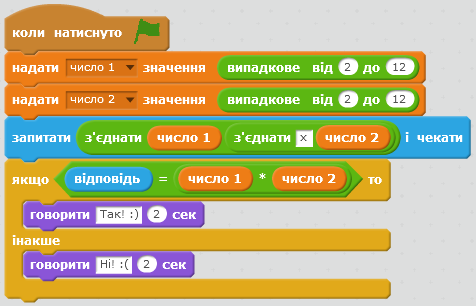 коли натиснуто
надати число 1 значення випадкове від 2 до 12
надати число 2 значення випадкове від 2 до 12
запитати з'єднати число 1 з'єднати x число 2 і чекати
якщо відповідь = число 1 * число 2 то
говорити Так! :) 2 сек
інакше
говорити Ні! :( 2 сек